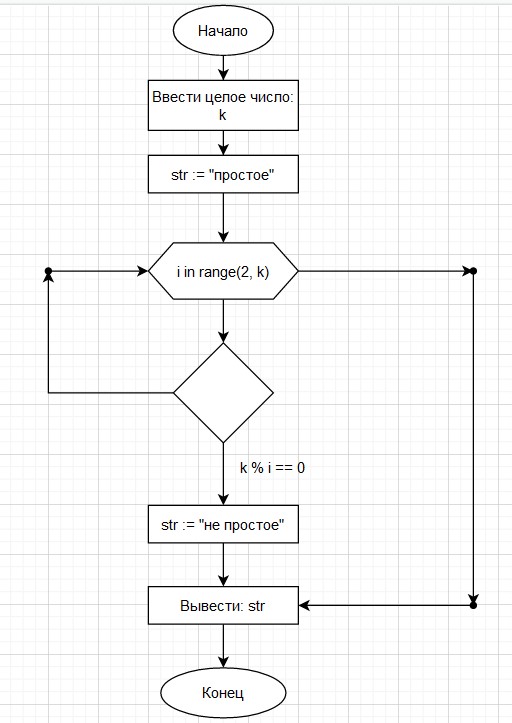 Начало
Ввести целое число:
k
str := "простое"
i in range(2, k)
k % i == 0
str := "не простое"
Вывести: str
Конец